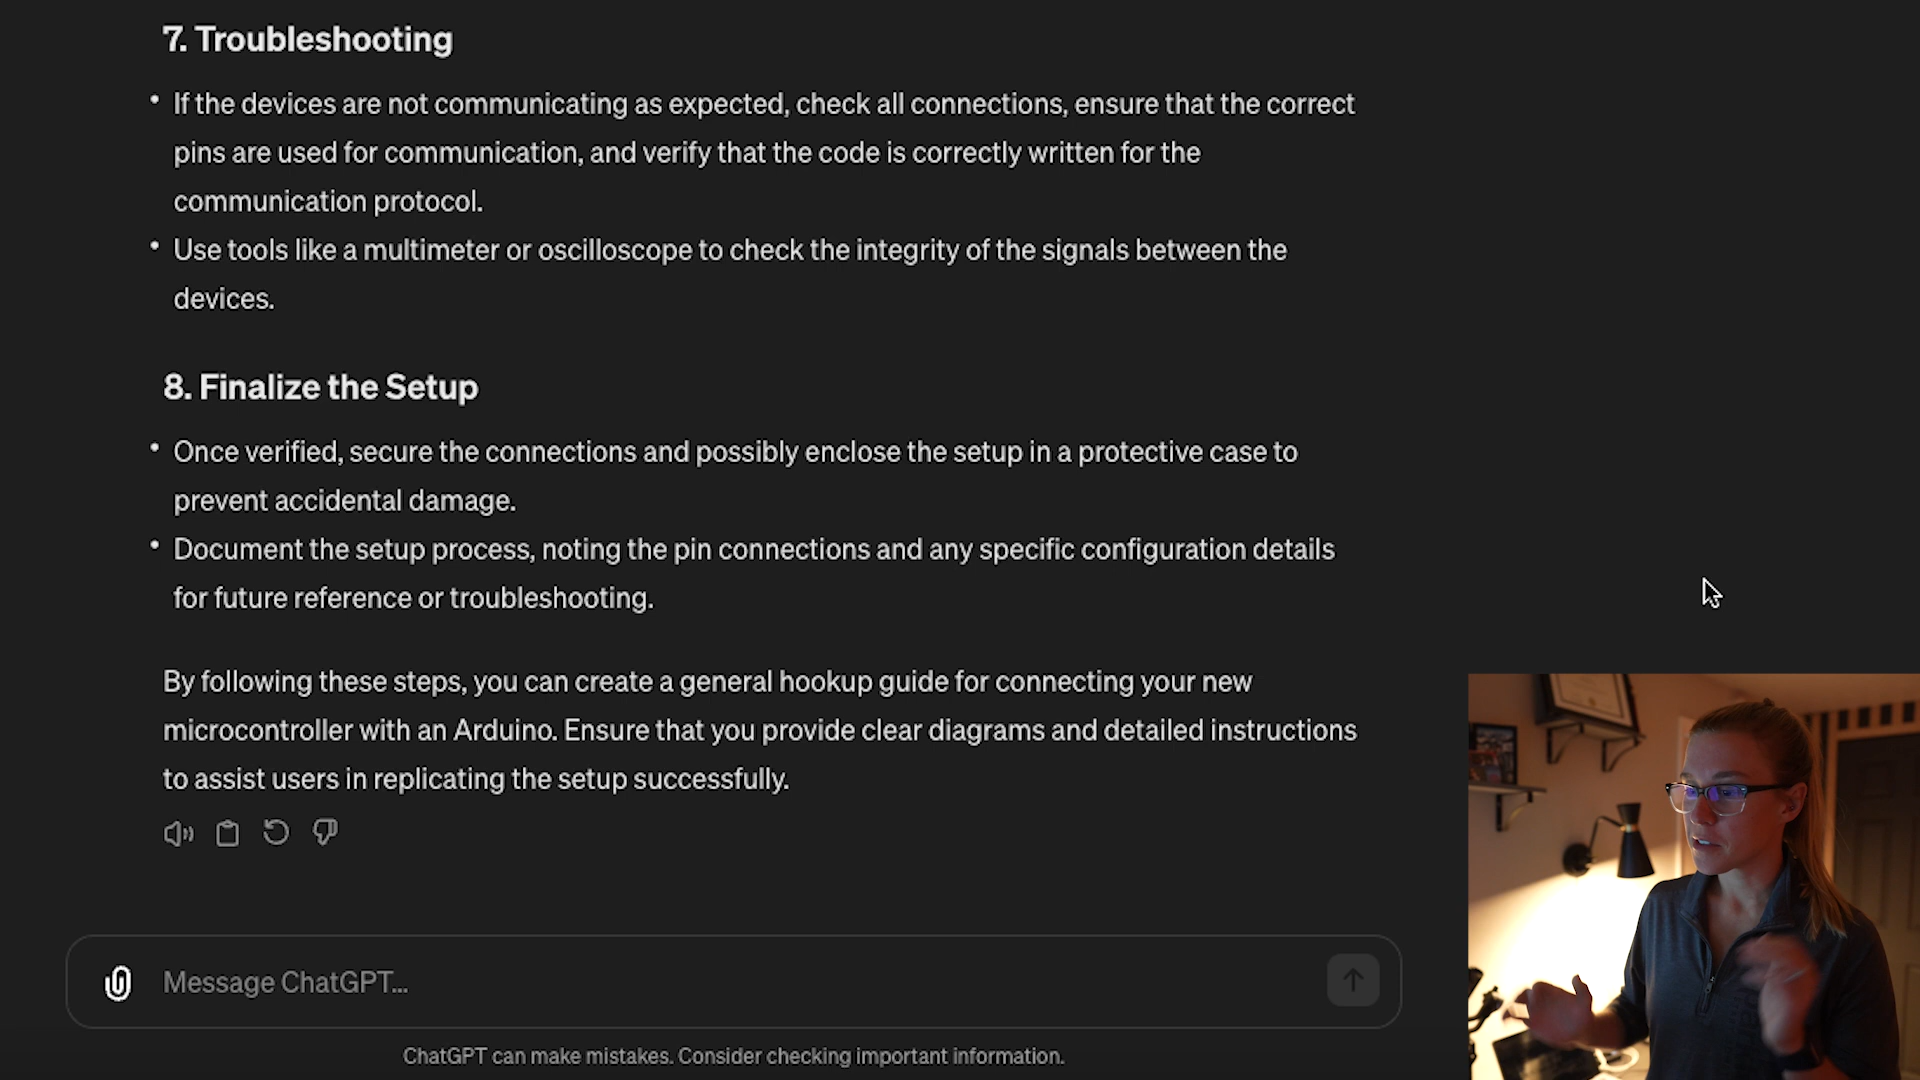 7. Troubleshooting
• If the devices are not communicating as expected, check all connections, ensure that the correct
pins are used for communication, and verify that the code is correctly written for the
communication protocol.
• Use tools like a multimeter or oscilloscope to check the integrity of the signals between the
devices.
8. Finalize the Setup
• Once verified, secure the connections and possibly enclose the setup in a protective case to
prevent accidental damage.
• Document the setup process, noting the pin connections and any specific configuration details
for future reference or troubleshooting.
By following these steps, you can create a general hookup guide for connecting your new
microcontroller with an Arduino. Ensure that you provide clear diagrams and detailed instructions
to assist users in replicating the setup successfully.
Message ChatGPT...
ChatGPT can make mistakes. Consider checking important information.